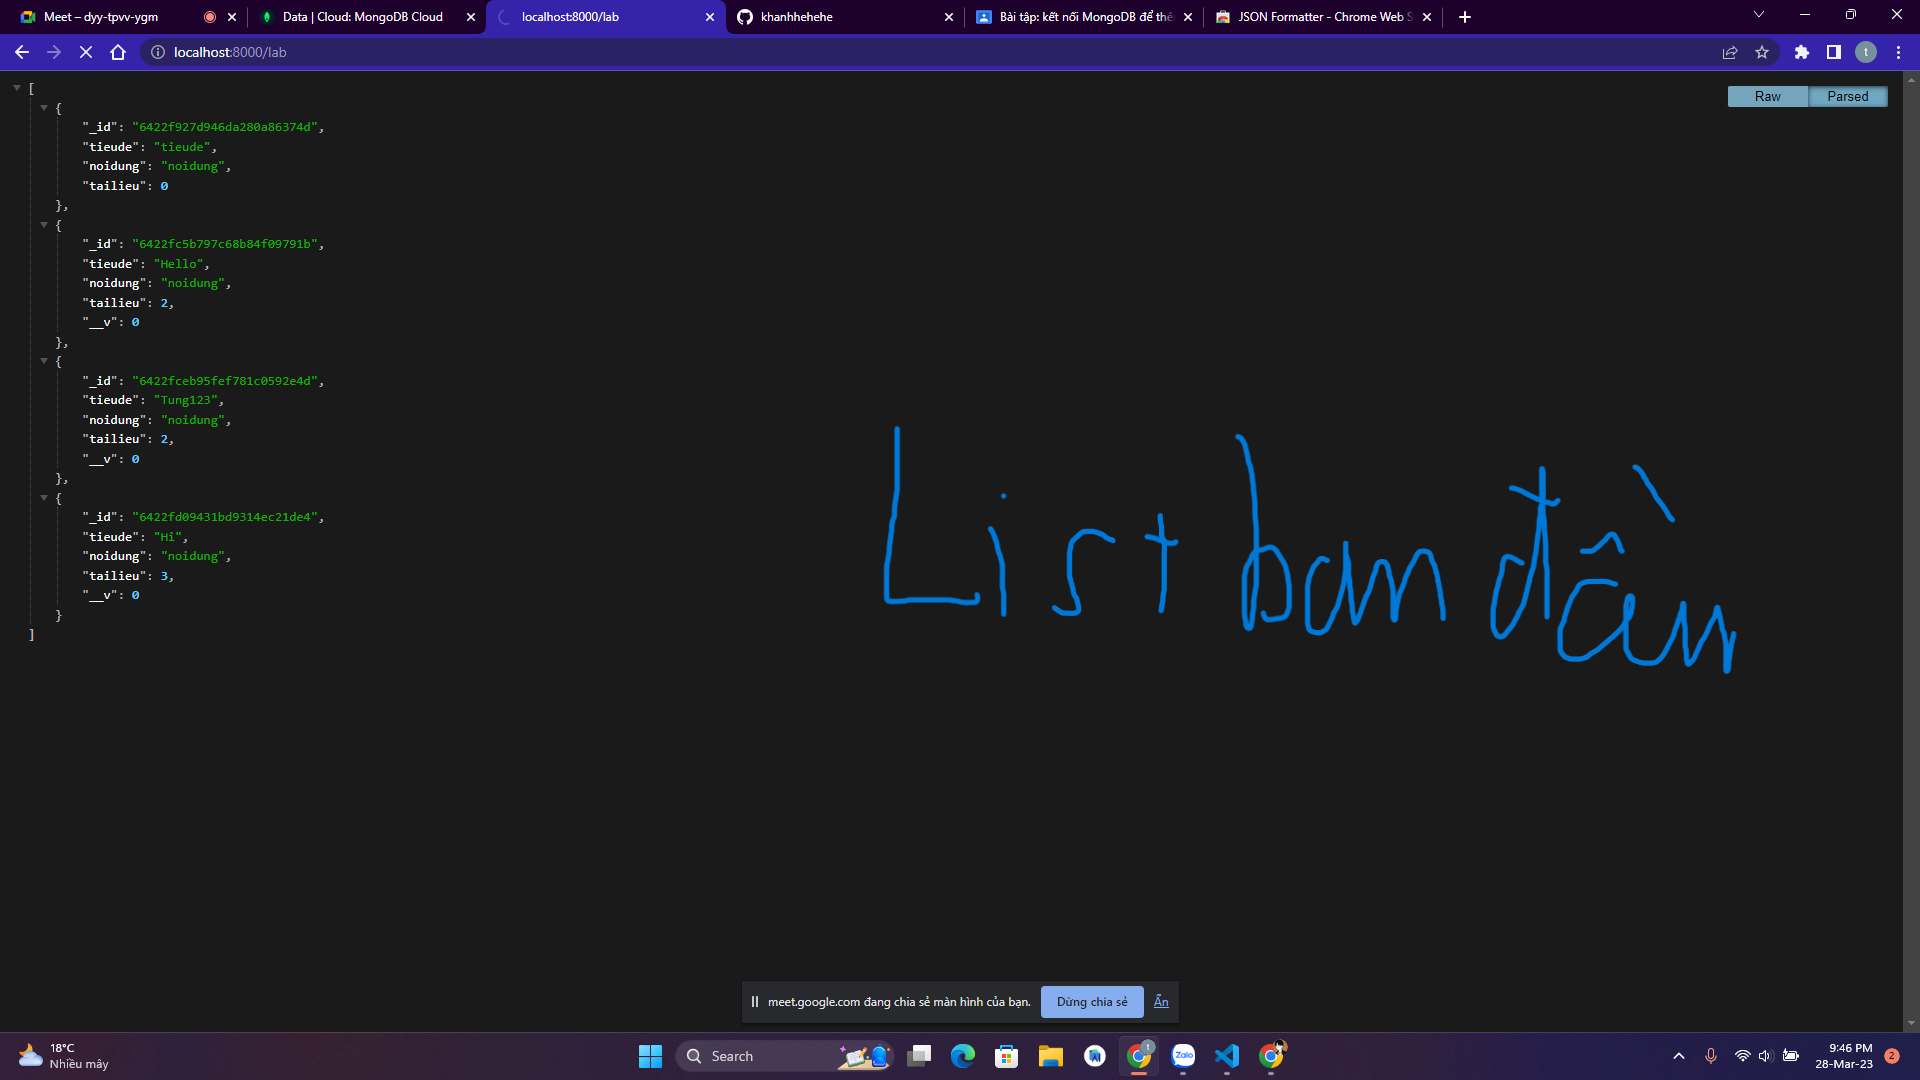 Meet – dyy-tpvv-ygm
Data | Cloud: MongoDB Cloud
localhost:8000/lab
khanhhehehe
Bài tập: kết nối MongoDB để thê
JSON Formatter - Chrome Web S
localhost:8000/lab
t
Raw
Parsed
[
{
"_id": "6422f927d946da280a86374d",
"tieude": "tieude",
"noidung": "noidung",
"tailieu": 0
},
{
"_id": "6422fc5b797c68b84f09791b",
"tieude": "Hello",
"noidung": "noidung",
"tailieu": 2,
"__v": 0
},
{
"_id": "6422fceb95fef781c0592e4d",
"tieude": "Tung123",
"noidung": "noidung",
"tailieu": 2,
"__v": 0
},
{
"_id": "6422fd09431bd9314ec21de4",
"tieude": "Hi",
"noidung": "noidung",
"tailieu": 3,
"__v": 0
}
]
List ban đầu
meet.google.com đang chia sẻ màn hình của bạn.
Dừng chia sẻ
Ẩn
18°C
Nhiều mây
Search
Zalo
9:46 PM
28-Mar-23
2